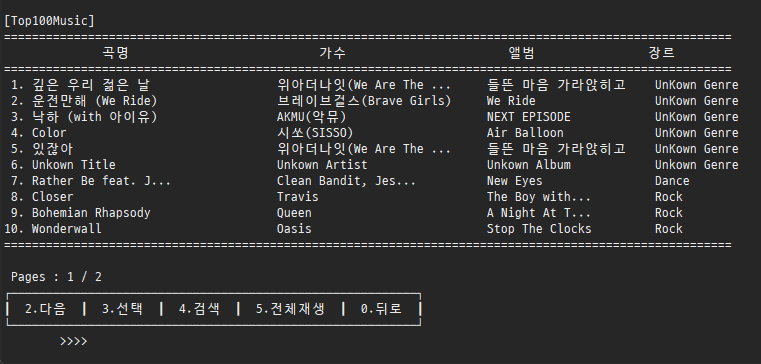 [Top100Music]
곡명 가수 앨범 장르
1. 깊은 우리 젊은 날 위아더나잇(We Are The ... 들뜬 마음 가라앉히고 UnKown Genre
2. 운전만해 (We Ride) 브레이브걸스(Brave Girls) We Ride Unkown Genre
3. 낙하 (with 아이유) AKMU(악뮤) NEXT EPISODE Unkown Genre
4. Color 시쏘(SISSO) Air Balloon Unkown Genre
5. 있잖아 위아더나잇(We Are The ... 들뜬 마음 가라앉히고 UnKown Genre
6. Unkown Title Unkown Artist Unkown Album Unkown Genre
7. Rather Be feat. J... Clean Bandit, Jes... New Eyes Dance
8. Closer Travis The Boy with... Rock
9. Bohemian Rhapsody Queen A Night At T... Rock
10. Wonderwall Oasis Stop The Clocks Rock
Pages : 1 / 2
2.다음 | 3.선택 | 4.검색 | 5.전체재생 | 0.뒤로
>>>>